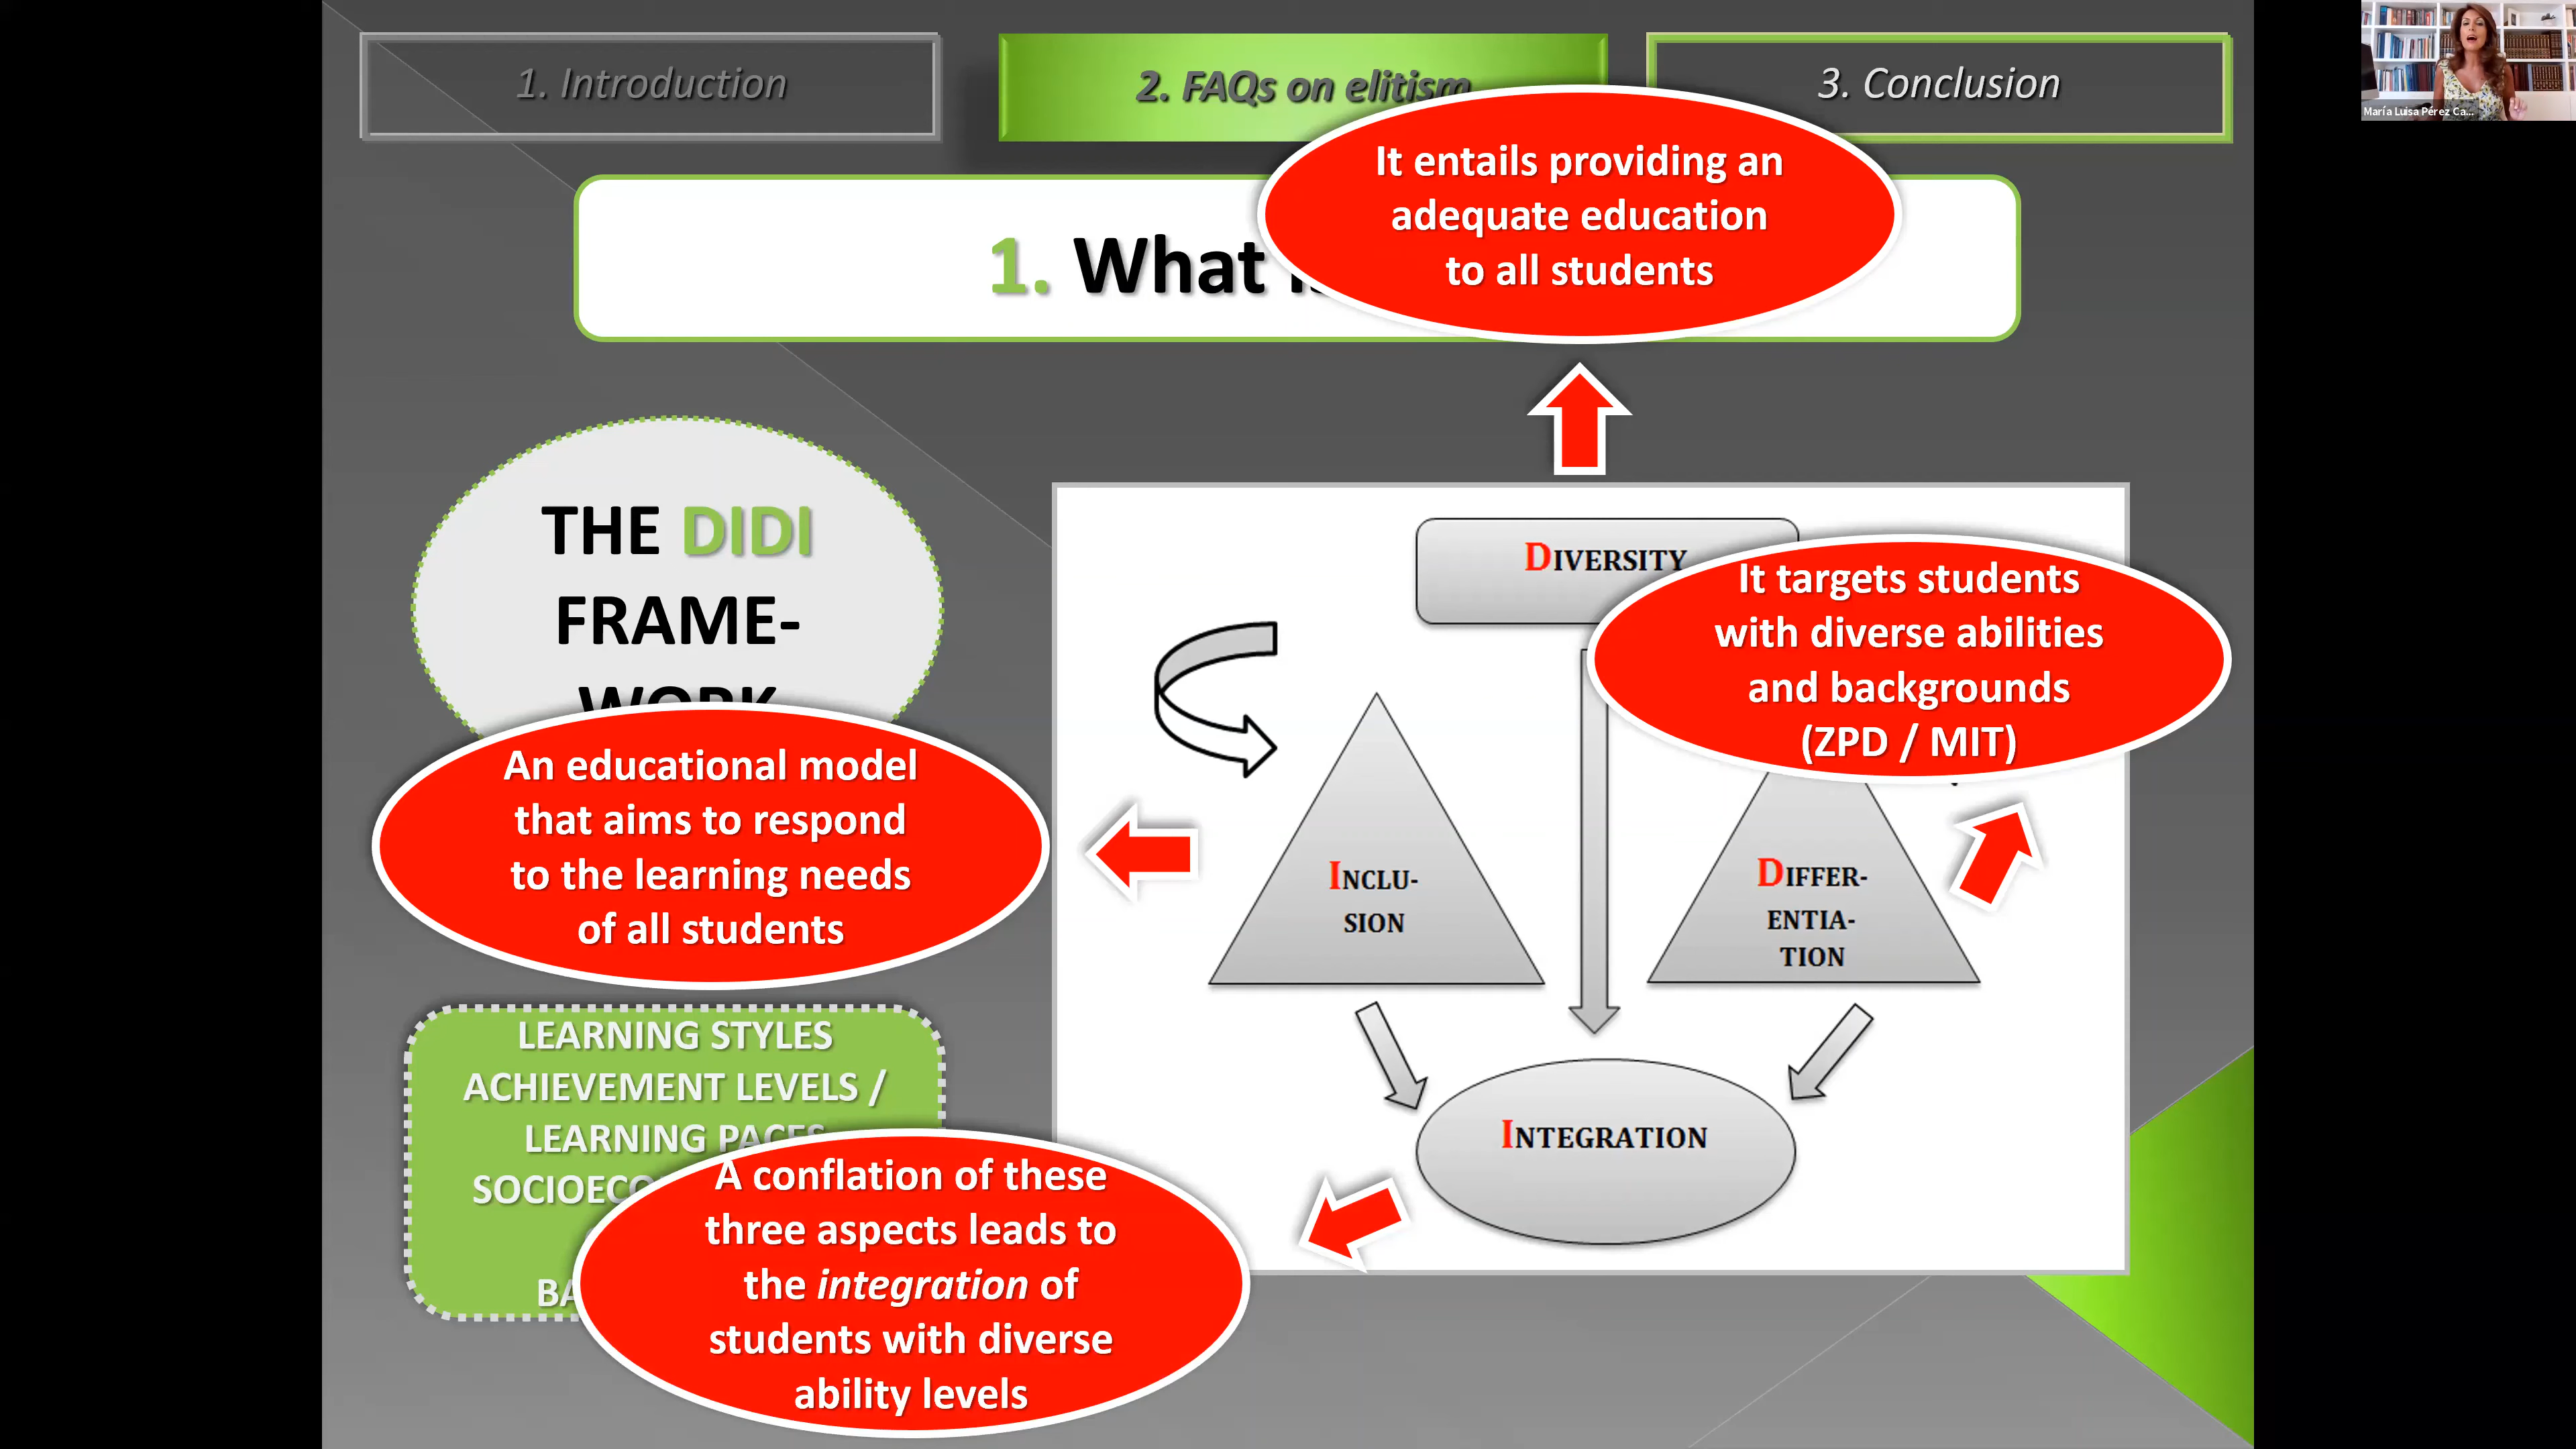 1. Introduction
2. FAQs on elitism
3. Conclusion
María Luisa Pérez Ca...
It entails providing an
adequate education
to all students
1. What
THE DIDI
FRAME-
WORK
DIVERSITY
It targets students
with diverse abilities
and backgrounds
(ZPD / MIT)
An educational model
that aims to respond
to the learning needs
of all students
INCLU-
SION
DIFFER-
ENTIA-
TION
LEARNING STYLES
ACHIEVEMENT LEVELS /
LEARNING PACES
INTEGRATION
A conflation of these
three aspects leads to
the integration of
students with diverse
ability levels